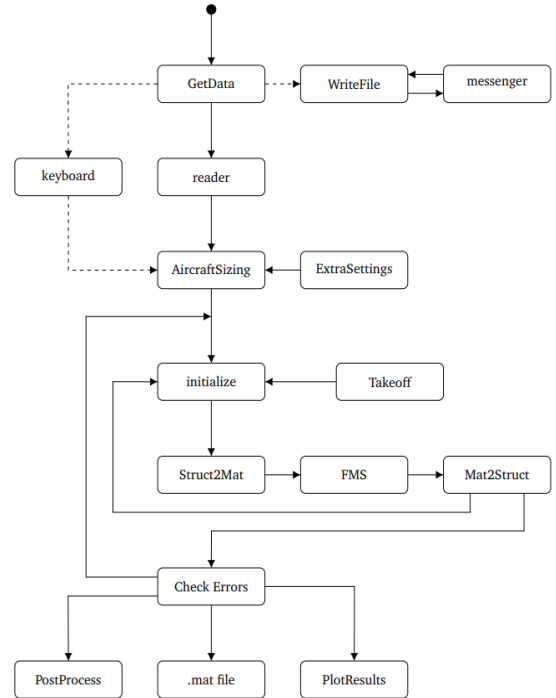 GetData
WriteFile
messenger
keyboard
reader
AircraftSizing
ExtraSettings
initialize
Takeoff
Struct2Mat
FMS
Mat2Struct
Check Errors
PostProcess
.mat file
PlotResults